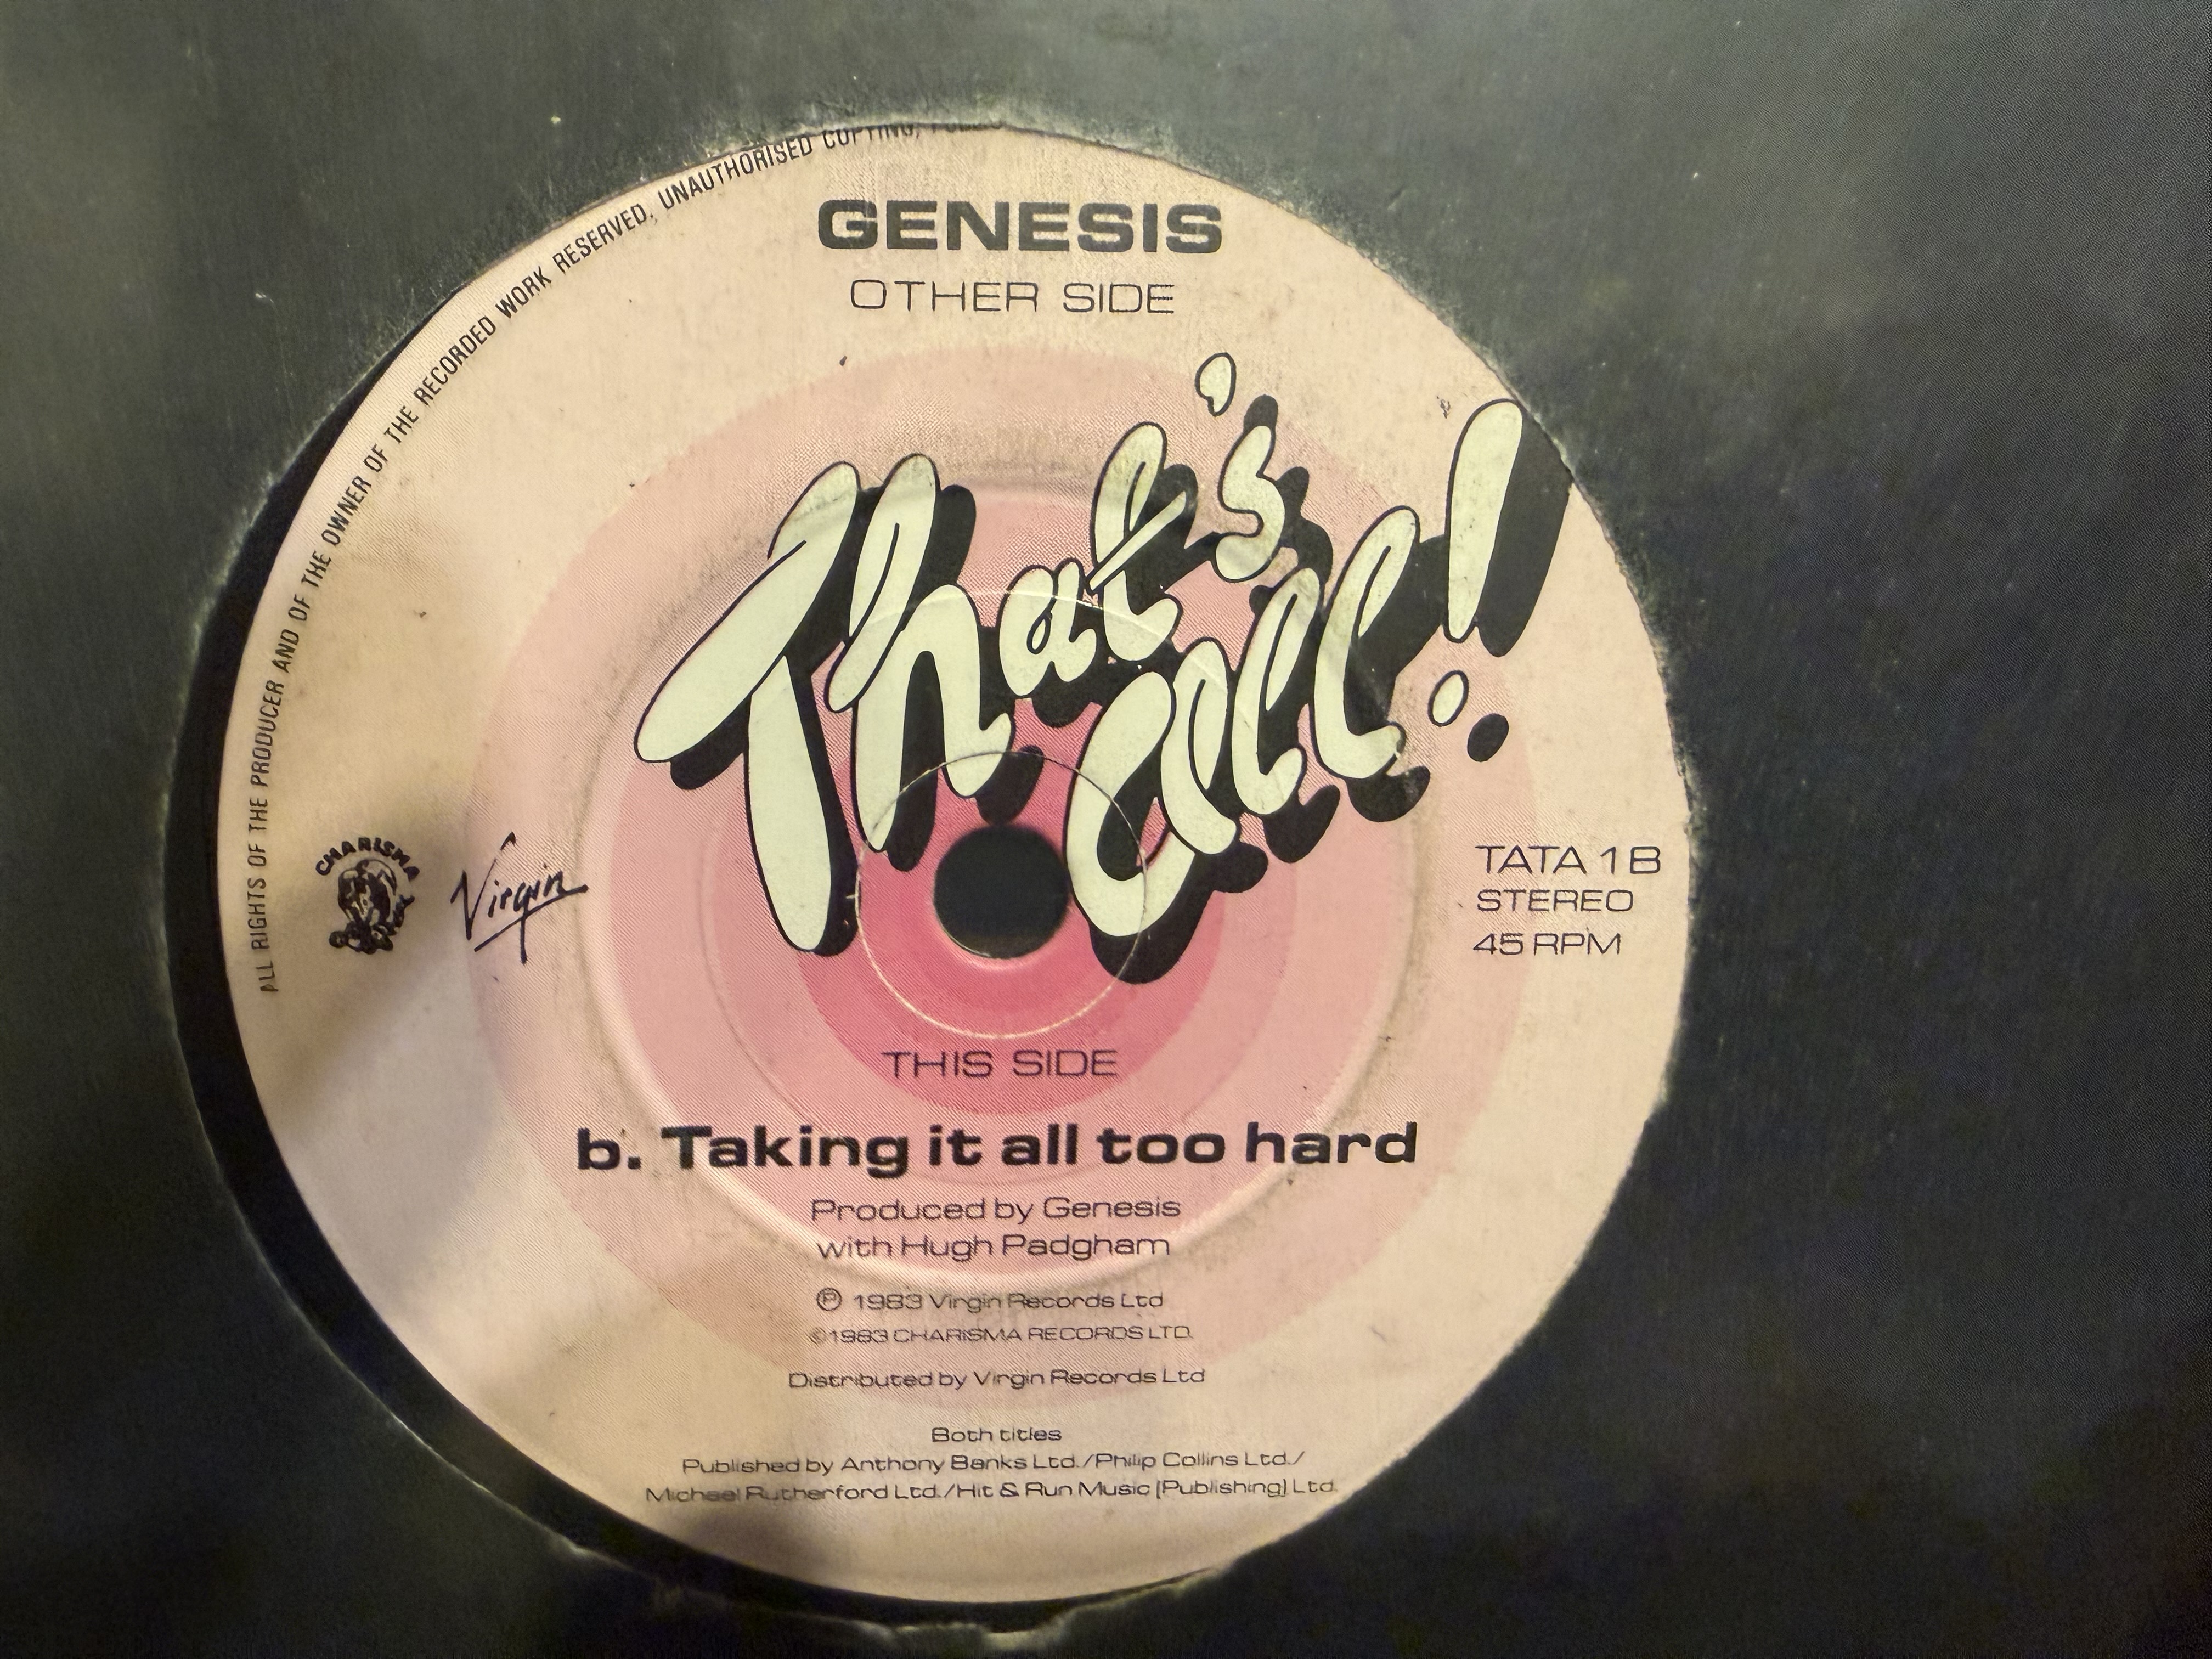 ALL RIGHTS OF THE PRODUCER AND OF THE OWNER OF THE RECORDED WORK RESERVED. UNAUTHORISED COPYING,
GENESIS
OTHER SIDE
That's
All!
CHARISMA
Virgin
TATA 1 B
STEREO
45 RPM
THIS SIDE
b. Taking it all too hard
Produced by Genesis
with Hugh Padgham
℗ 1983 Virgin Records Ltd
©1983 CHARISMA RECORDS LTD.
Distributed by Virgin Records Ltd
Both titles
Published by Anthony Banks Ltd./Philip Collins Ltd./
Michael Rutherford Ltd./Hit & Run Music (Publishing) Ltd.